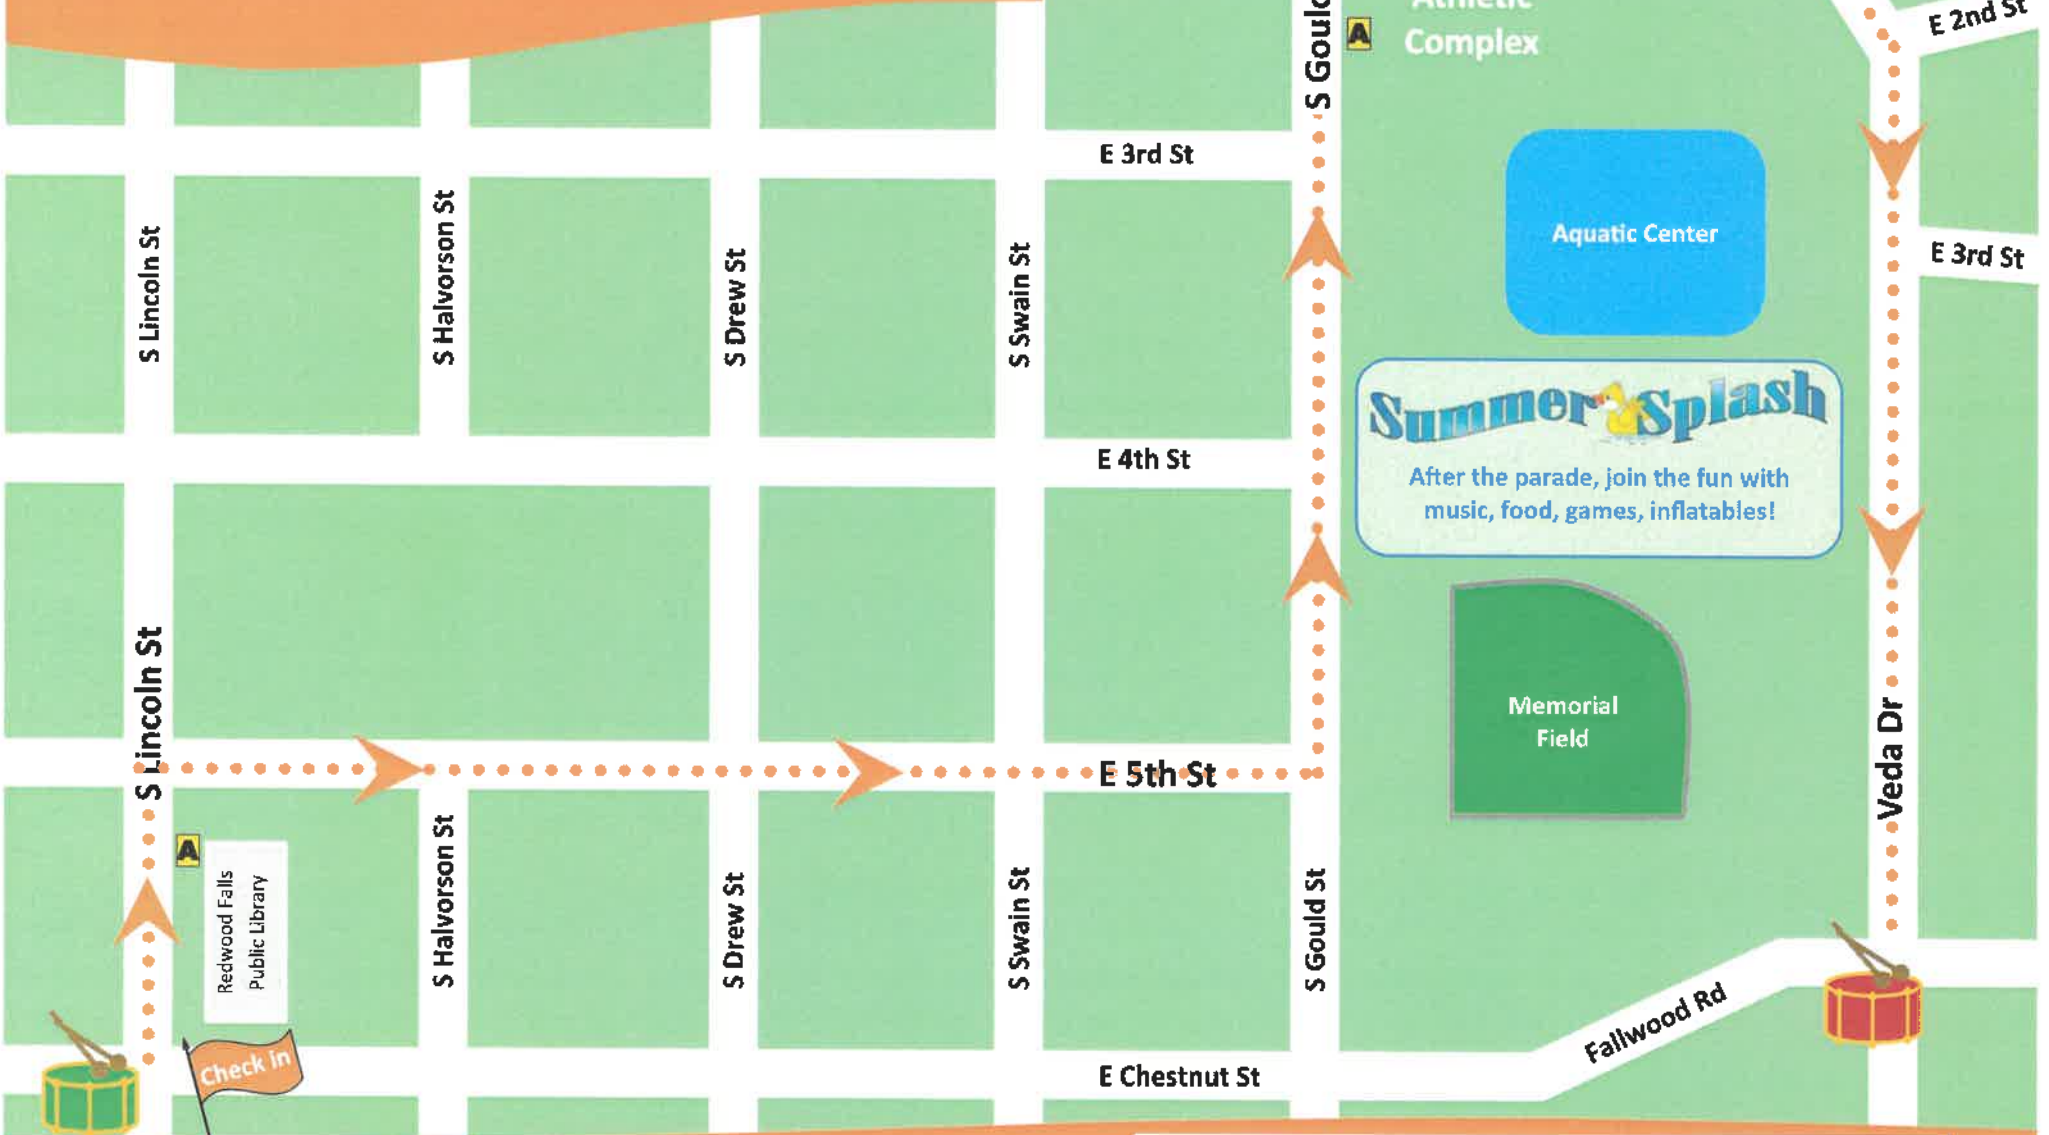 S Gould
A
Athletic
Complex
E 2nd St
E 3rd St
Aquatic Center
E 3rd St
S Lincoln St
S Halvorson St
S Drew St
S Swain St
Summer Splash
After the parade, join the fun with
music, food, games, inflatables!
E 4th St
S Lincoln St
Memorial
Field
Veda Dr
E 5th St
A
Redwood Falls
Public Library
S Halvorson St
S Drew St
S Swain St
S Gould St
Fallwood Rd
Check in
E Chestnut St